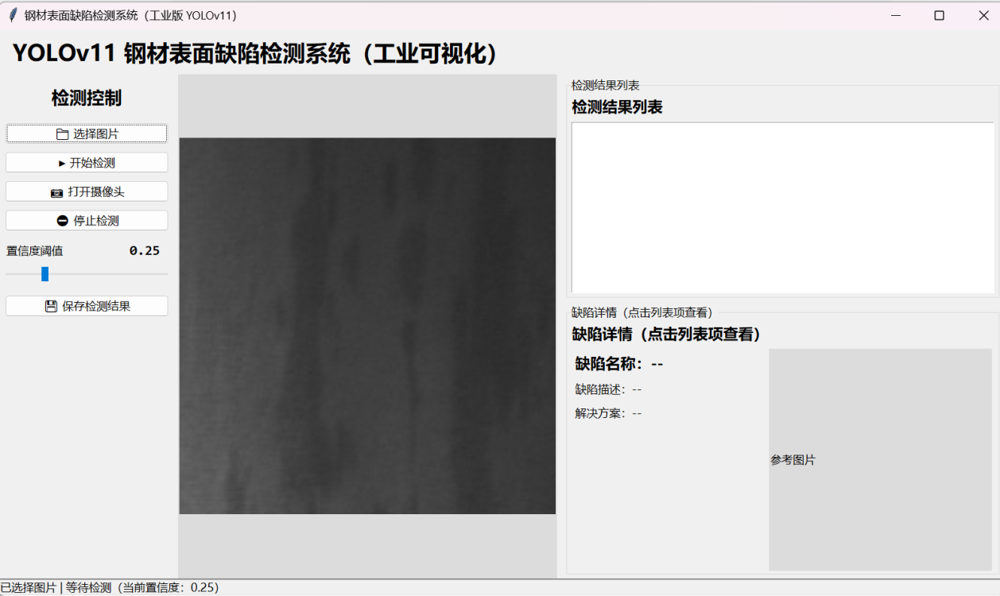 钢材表面缺陷检测系统（工业版 YOLOv11）
YOLOv11 钢材表面缺陷检测系统（工业可视化）
检测控制
选择图片
开始检测
打开摄像头
停止检测
置信度阈值 0.25
保存检测结果
检测结果列表
检测结果列表
缺陷详情（点击列表项查看）
缺陷详情（点击列表项查看）
缺陷名称：--
缺陷描述：--
解决方案：--
参考图片
已选择图片 | 等待检测（当前置信度：0.25）